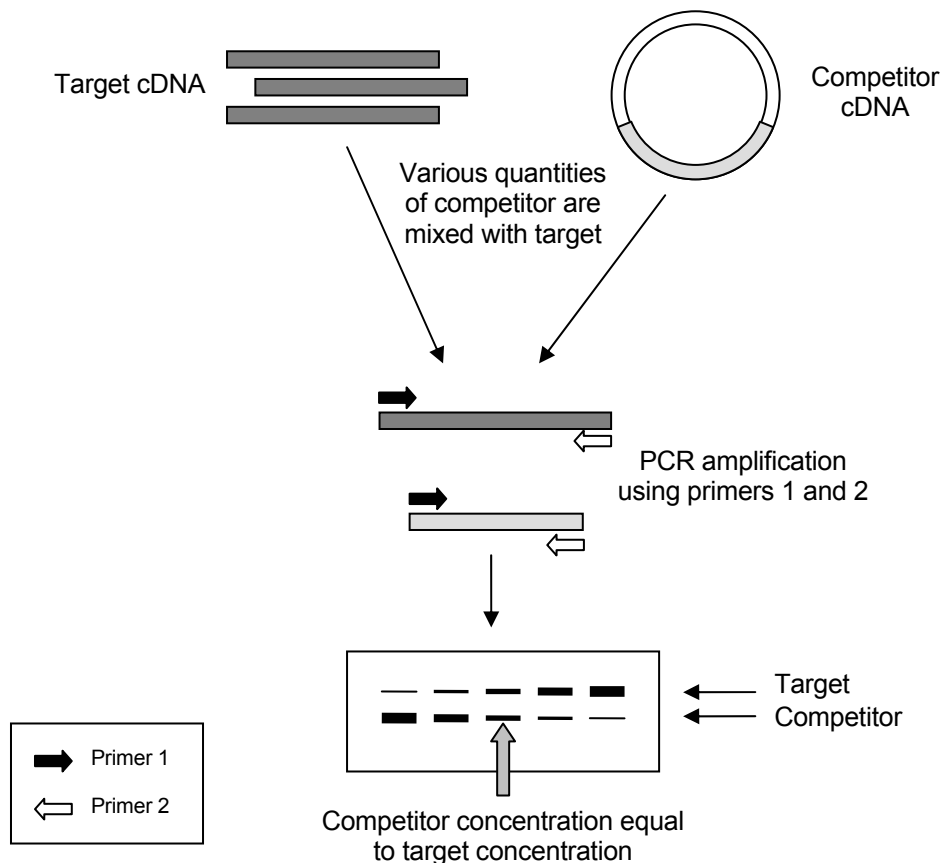 Target cDNA
Competitor
cDNA
Various quantities
of competitor are
mixed with target
PCR amplification
using primers 1 and 2
Target
Competitor
Primer 1
Primer 2
Competitor concentration equal
to target concentration